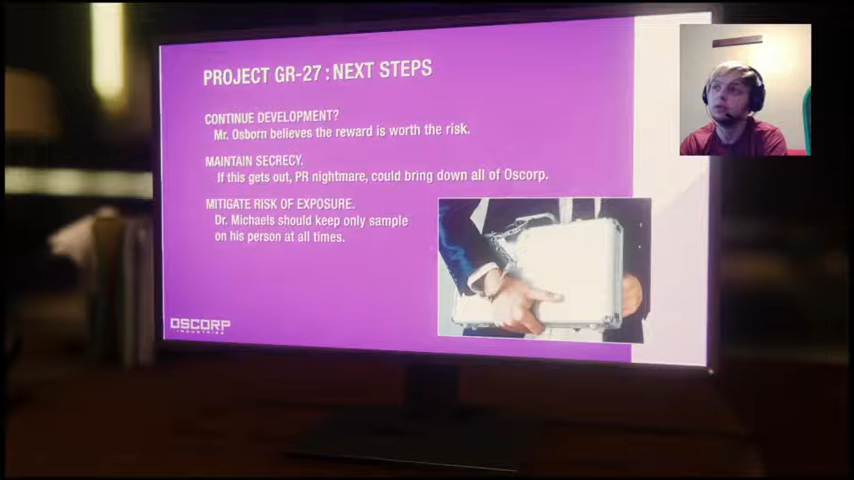 PROJECT GR-27 : NEXT STEPS
CONTINUE DEVELOPMENT?
Mr. Osborn believes the reward is worth the risk.
MAINTAIN SECRECY.
If this gets out, PR nightmare, could bring down all of Oscorp.
MITIGATE RISK OF EXPOSURE.
Dr. Michaels should keep only sample
on his person at all times.
OSCORP
INDUSTRIES